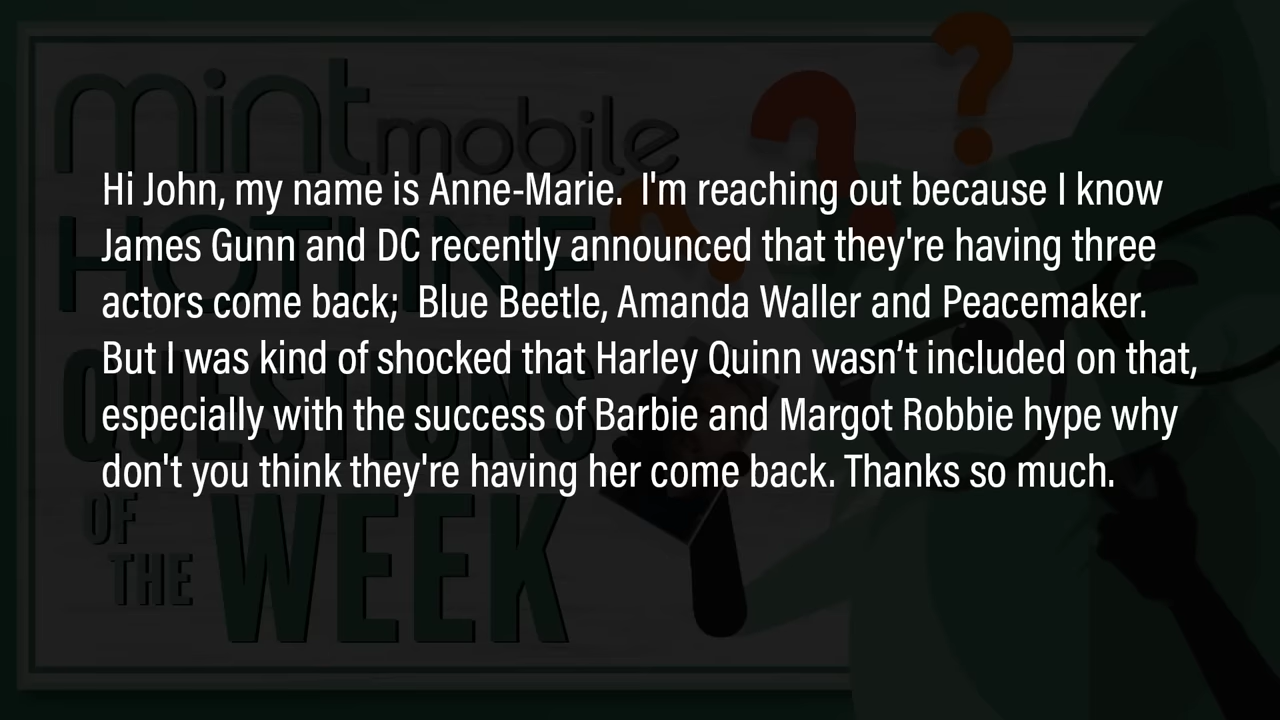 mint mobile
HOTLINE
QUESTIONS
OF
THE WEEK
Hi John, my name is Anne-Marie.  I'm reaching out because I know
James Gunn and DC recently announced that they're having three
actors come back;  Blue Beetle, Amanda Waller and Peacemaker.
But I was kind of shocked that Harley Quinn wasn’t included on that,
especially with the success of Barbie and Margot Robbie hype why
don't you think they're having her come back. Thanks so much.